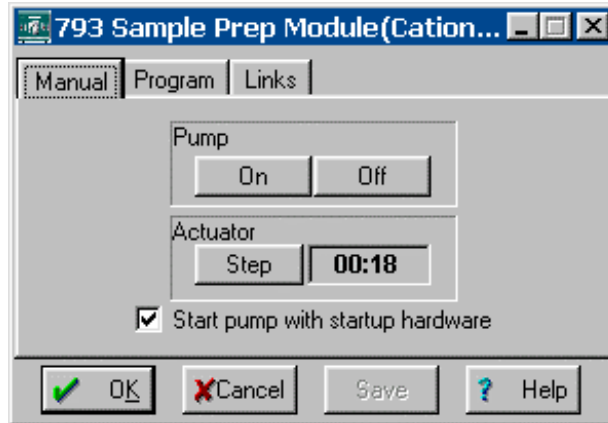 793 Sample Prep Module(Cation...
Manual Program Links
Pump
On Off
Actuator
Step 00:18
Start pump with startup hardware
OK Cancel Save Help